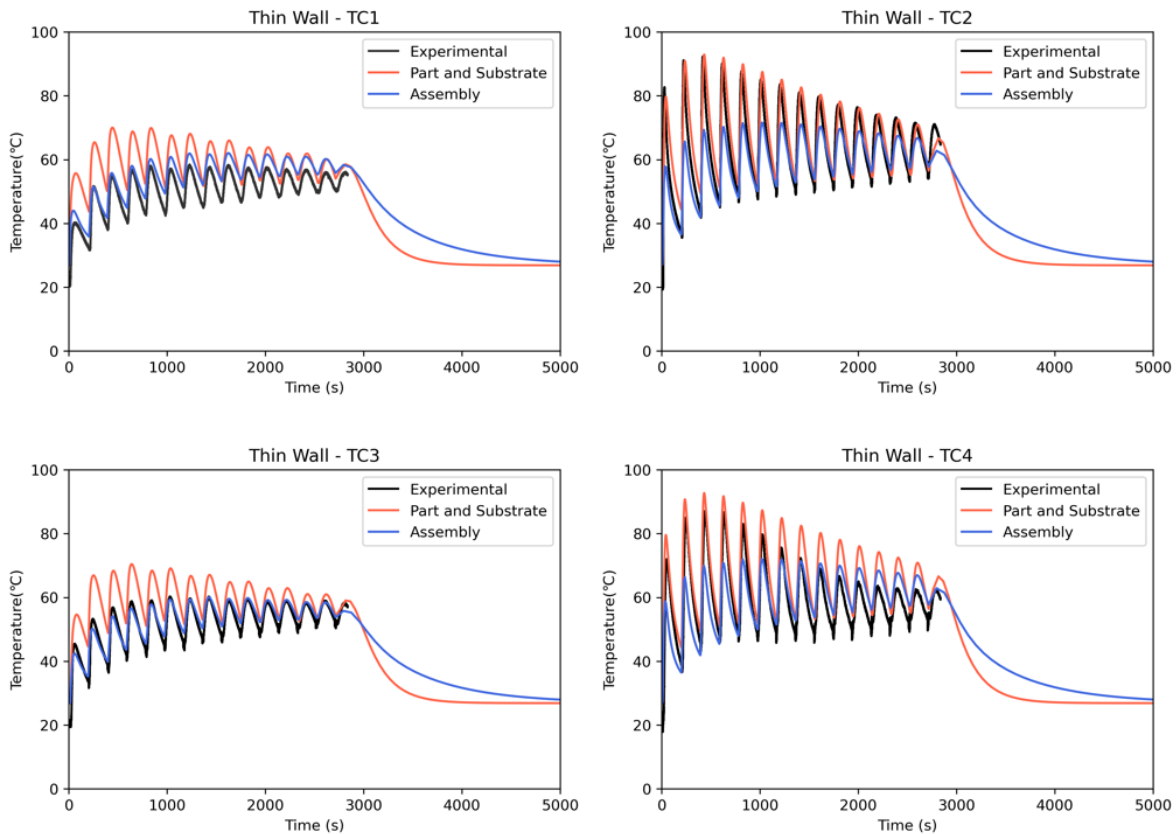 Thin Wall - TC1
100
80
60
40
20
0
Temperature(℃)
Experimental
Part and Substrate
Assembly
0 1000 2000 3000 4000 5000
Time (s)
Thin Wall - TC2
100
80
60
40
20
0
Temperature(℃)
Experimental
Part and Substrate
Assembly
0 1000 2000 3000 4000 5000
Time (s)
Thin Wall - TC3
100
80
60
40
20
0
Temperature(℃)
Experimental
Part and Substrate
Assembly
0 1000 2000 3000 4000 5000
Time (s)
Thin Wall - TC4
100
80
60
40
20
0
Temperature(℃)
Experimental
Part and Substrate
Assembly
0 1000 2000 3000 4000 5000
Time (s)